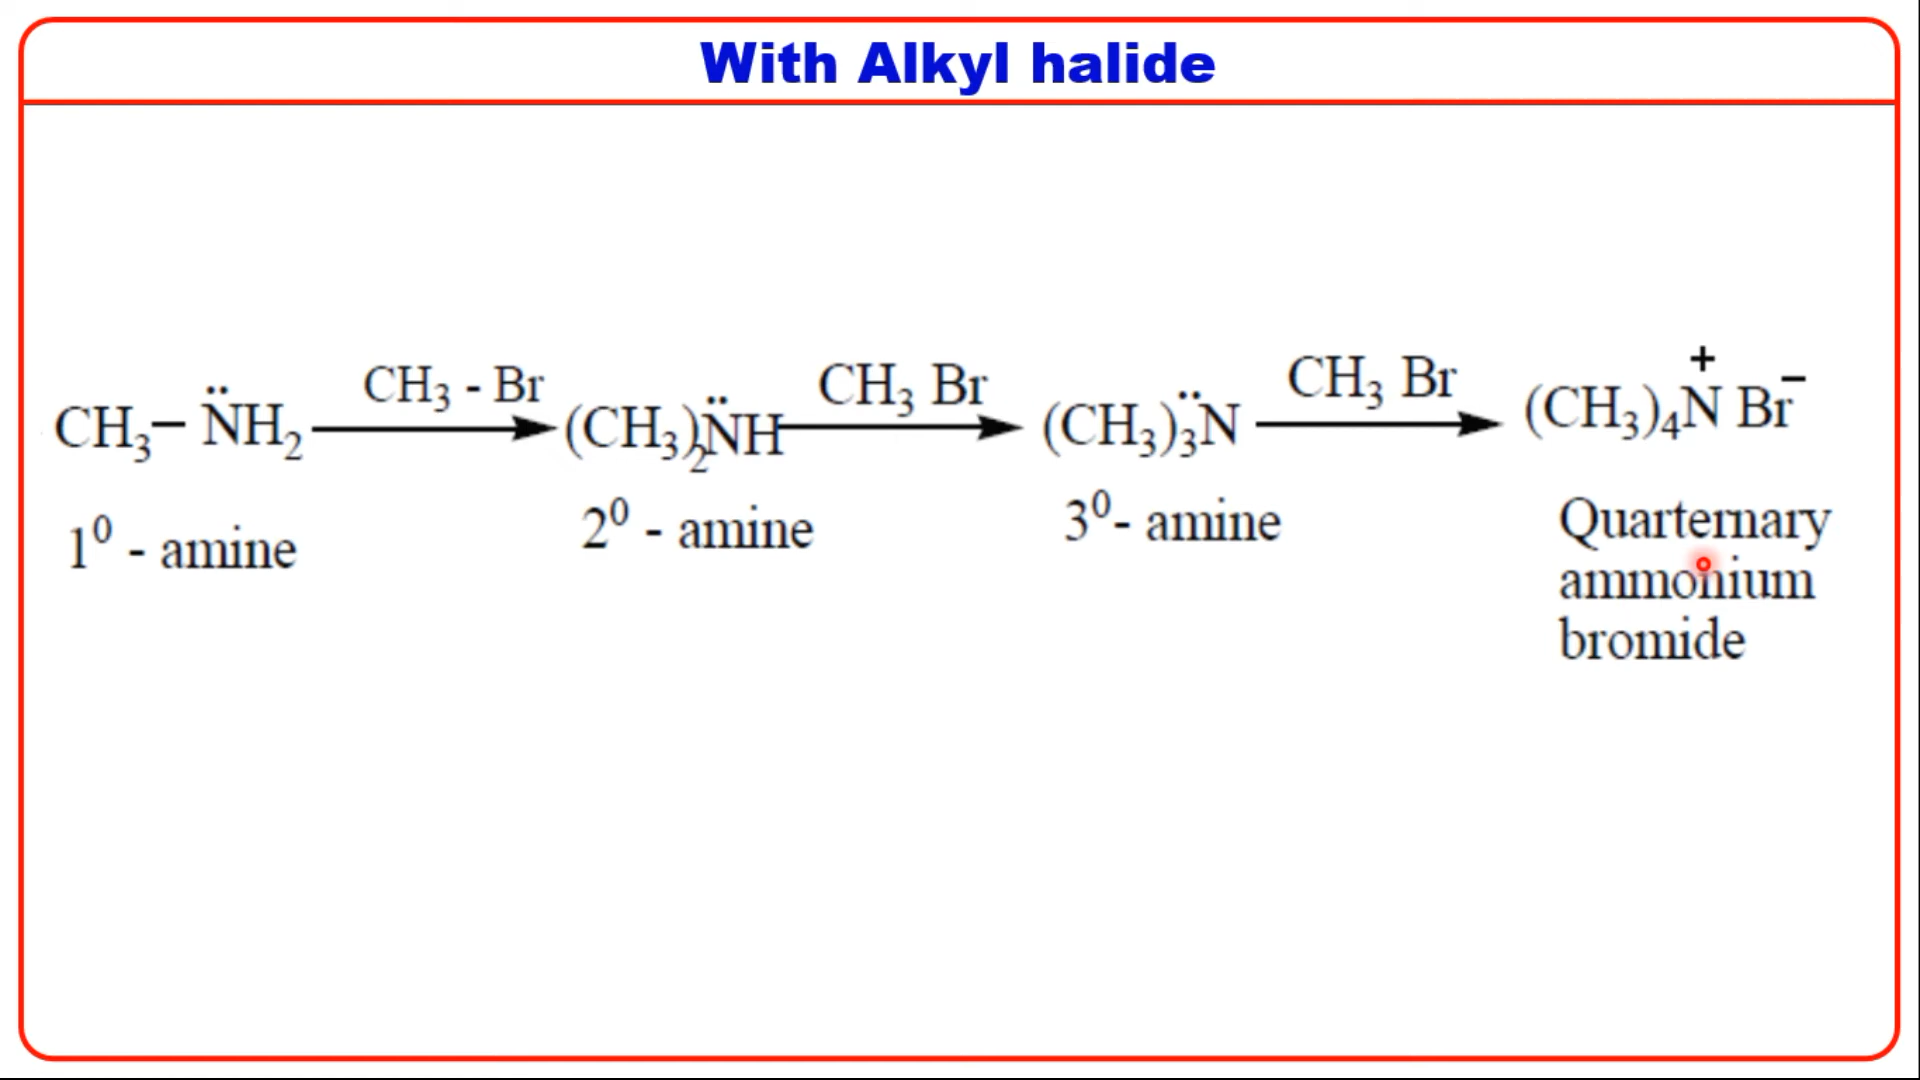 With Alkyl halide
CH₃ - Br CH₃ Br CH₃ Br
CH₃– N̈H₂ (CH₃)₂N̈H (CH₃)₃N̈ (CH₃)₄N⁺ Br⁻
1⁰ - amine 2⁰ - amine 3⁰- amine Quarternary
ammonium
bromide